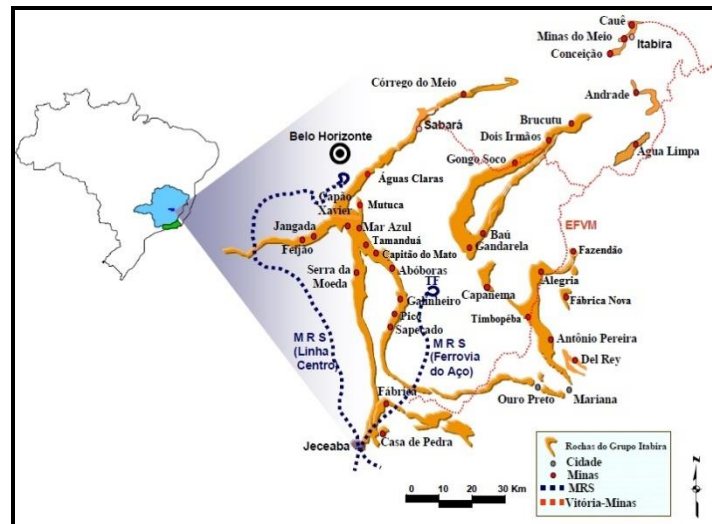 Cauê
Minas do Meio
Itabira
Conceição
Córrego do Meio
Andrade
Brucutu
Sabará
Dois Irmãos
Belo Horizonte
Gongo Soco
Água Limpa
Águas Claras
Capão
Xavier
Mutuca
EFVM
Jangada
Mar Azul
Baú
Feijão
Tamanduá
Gandarela
Fazendão
Capitão do Mato
Serra da
Moeda
Abóboras
Alegria
TF
Capanema
Galinheiro
Fábrica Nova
Pico
Timbopéba
Sapecado
M R S
(Linha
Centro)
M R S
(Ferrovia
do Aço)
Antônio Pereira
Del Rey
Fábrica
Ouro Preto
Mariana
Jeceaba
Casa de Pedra
Rochas do Grupo Itabira
Cidade
Minas
MRS
Vitória-Minas
0 10 20 30 Km
N